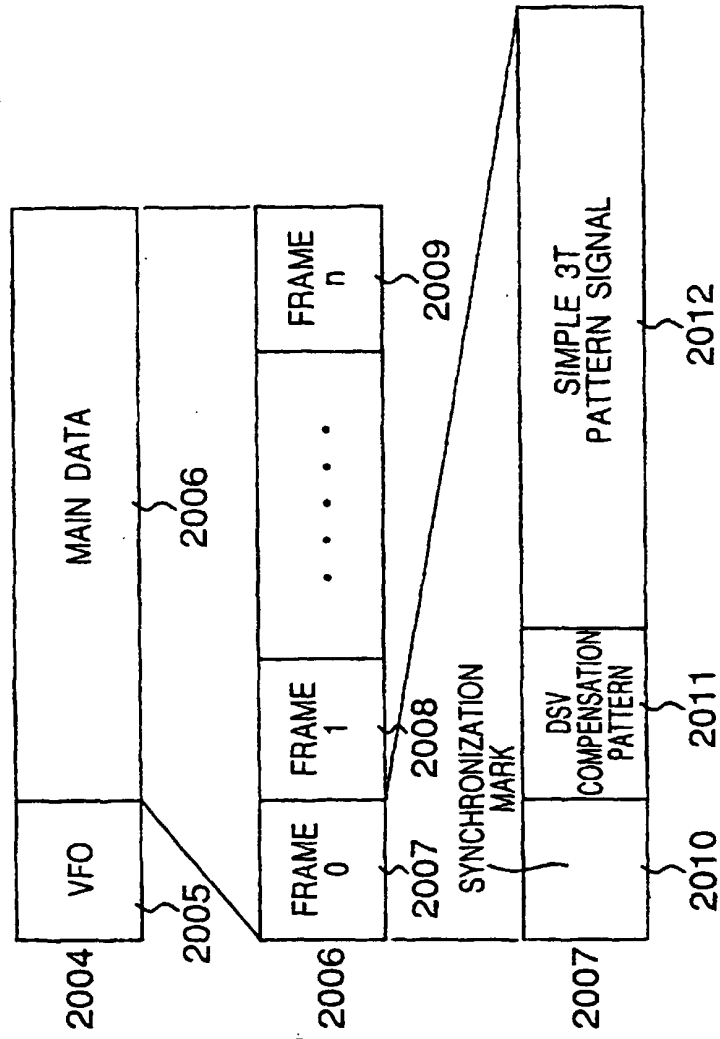 2004
VFO
MAIN DATA
2005
2006
2006
FRAME
0
FRAME
1
. . . . .
FRAME
n
2007
2008
2009
SYNCHRONIZATION
MARK
2007
DSV
COMPENSATION
PATTERN
SIMPLE 3T
PATTERN SIGNAL
2010
2011
2012